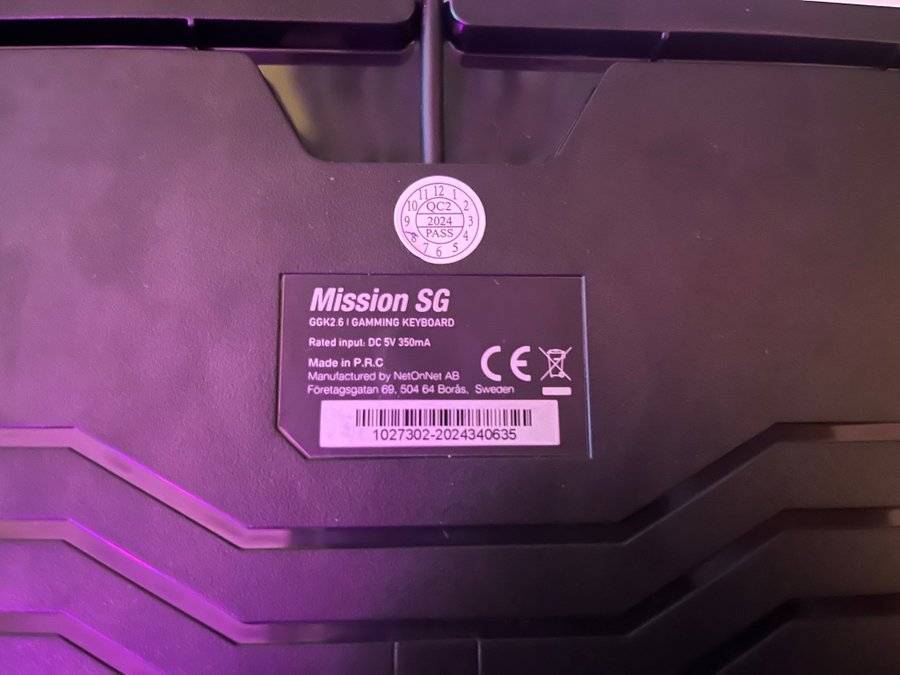 11 12 1
10 QC2 2
9 2024 3
8 PASS 4
7 6 5
Mission SG
GGK2.6 | GAMMING KEYBOARD
Rated input: DC 5V 350mA
Made in P.R.C
Manufactured by NetOnNet AB
Företagsgatan 69, 504 64 Borås, Sweden
1027302-2024340635